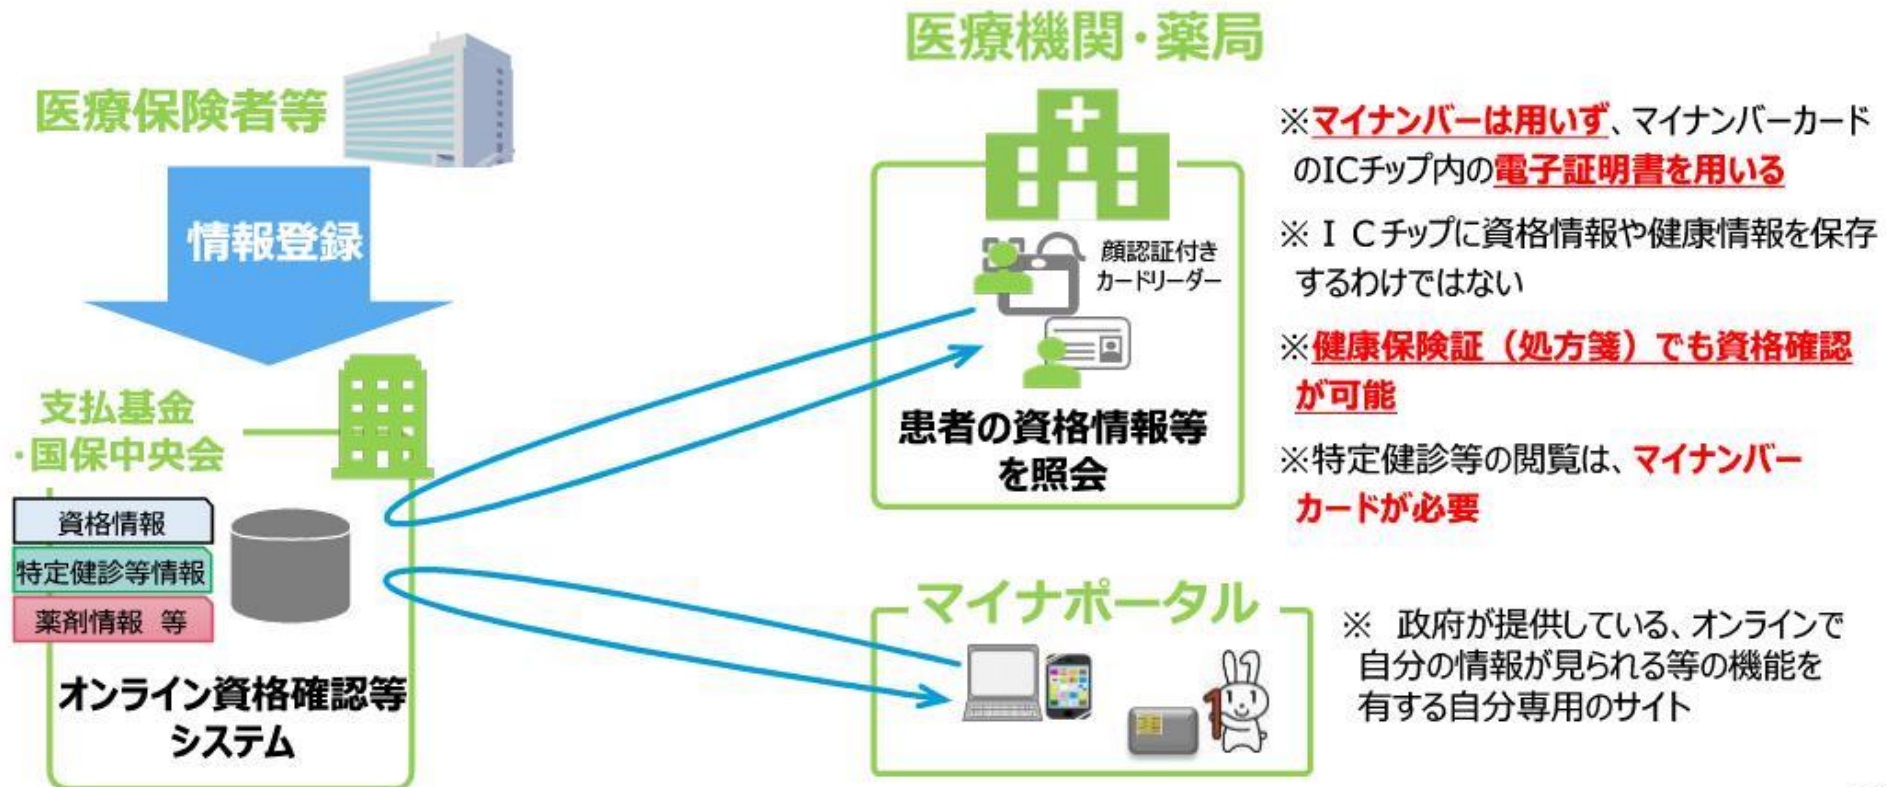 医療保険者等
情報登録
支払基金
・国保中央会
資格情報
特定健診等情報
薬剤情報 等
オンライン資格確認等
システム
医療機関・薬局
顔認証付き
カードリーダー
患者の資格情報等
を照会
※マイナンバーは用いず、マイナンバーカード
のICチップ内の電子証明書を用いる
※ＩＣチップに資格情報や健康情報を保存
するわけではない
※健康保険証（処方箋）でも資格確認
が可能
※特定健診等の閲覧は、マイナンバー
カードが必要
マイナポータル
※ 政府が提供している、オンラインで
自分の情報が見られる等の機能を
有する自分専用のサイト